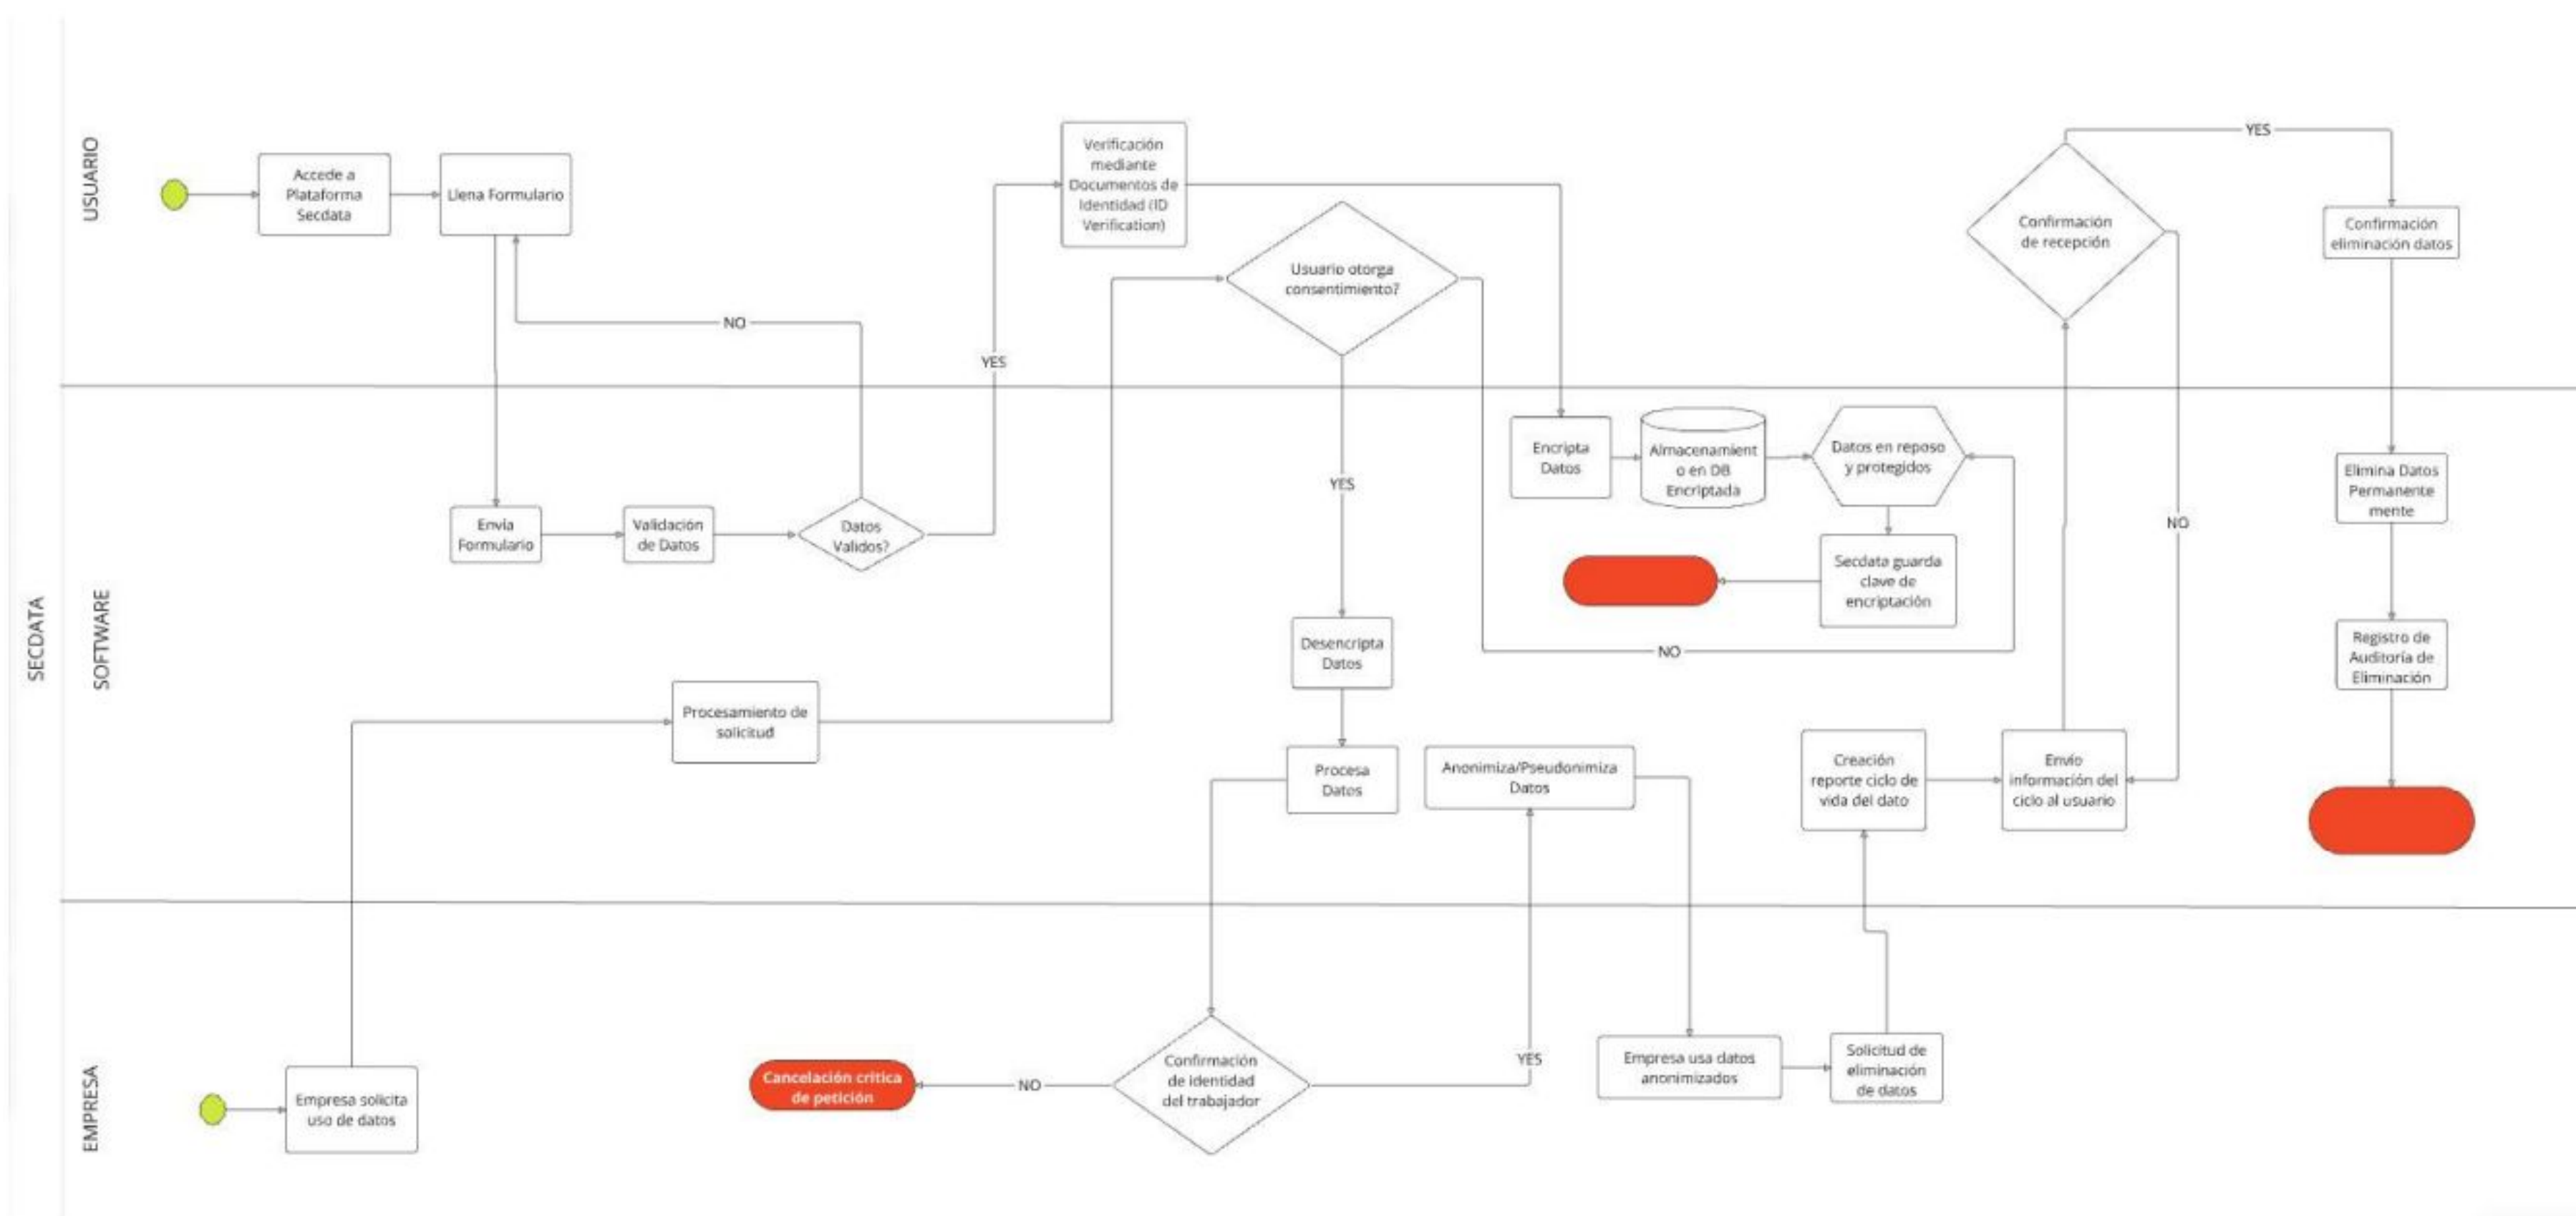 SECDATA
USUARIO
Accede a
Plataforma
Secdata
Llena Formulario
NO
YES
Verificación
mediante
Documentos de
Identidad (ID
Verification)
Usuario otorga
consentimiento?
YES
Confirmación
de recepción
Confirmación
eliminación datos
SOFTWARE
Envía
Formulario
Validación
de Datos
Datos
Validos?
YES
Encripta
Datos
Almacenamient
o en DB
Encriptada
Datos en reposo
y protegidos
Secdata guarda
clave de
encriptación
NO
NO
Elimina Datos
Permanente
mente
Registro de
Auditoría de
Eliminación
Desencripta
Datos
Procesamiento de
solicitud
Procesa
Datos
Anonimiza/Pseudonimiza
Datos
Creación
reporte ciclo de
vida del dato
Envío
información del
ciclo al usuario
EMPRESA
Empresa solicita
uso de datos
Cancelación critica
de petición
NO
Confirmación
de identidad
del trabajador
YES
Empresa usa datos
anonimizados
Solicitud de
eliminación
de datos